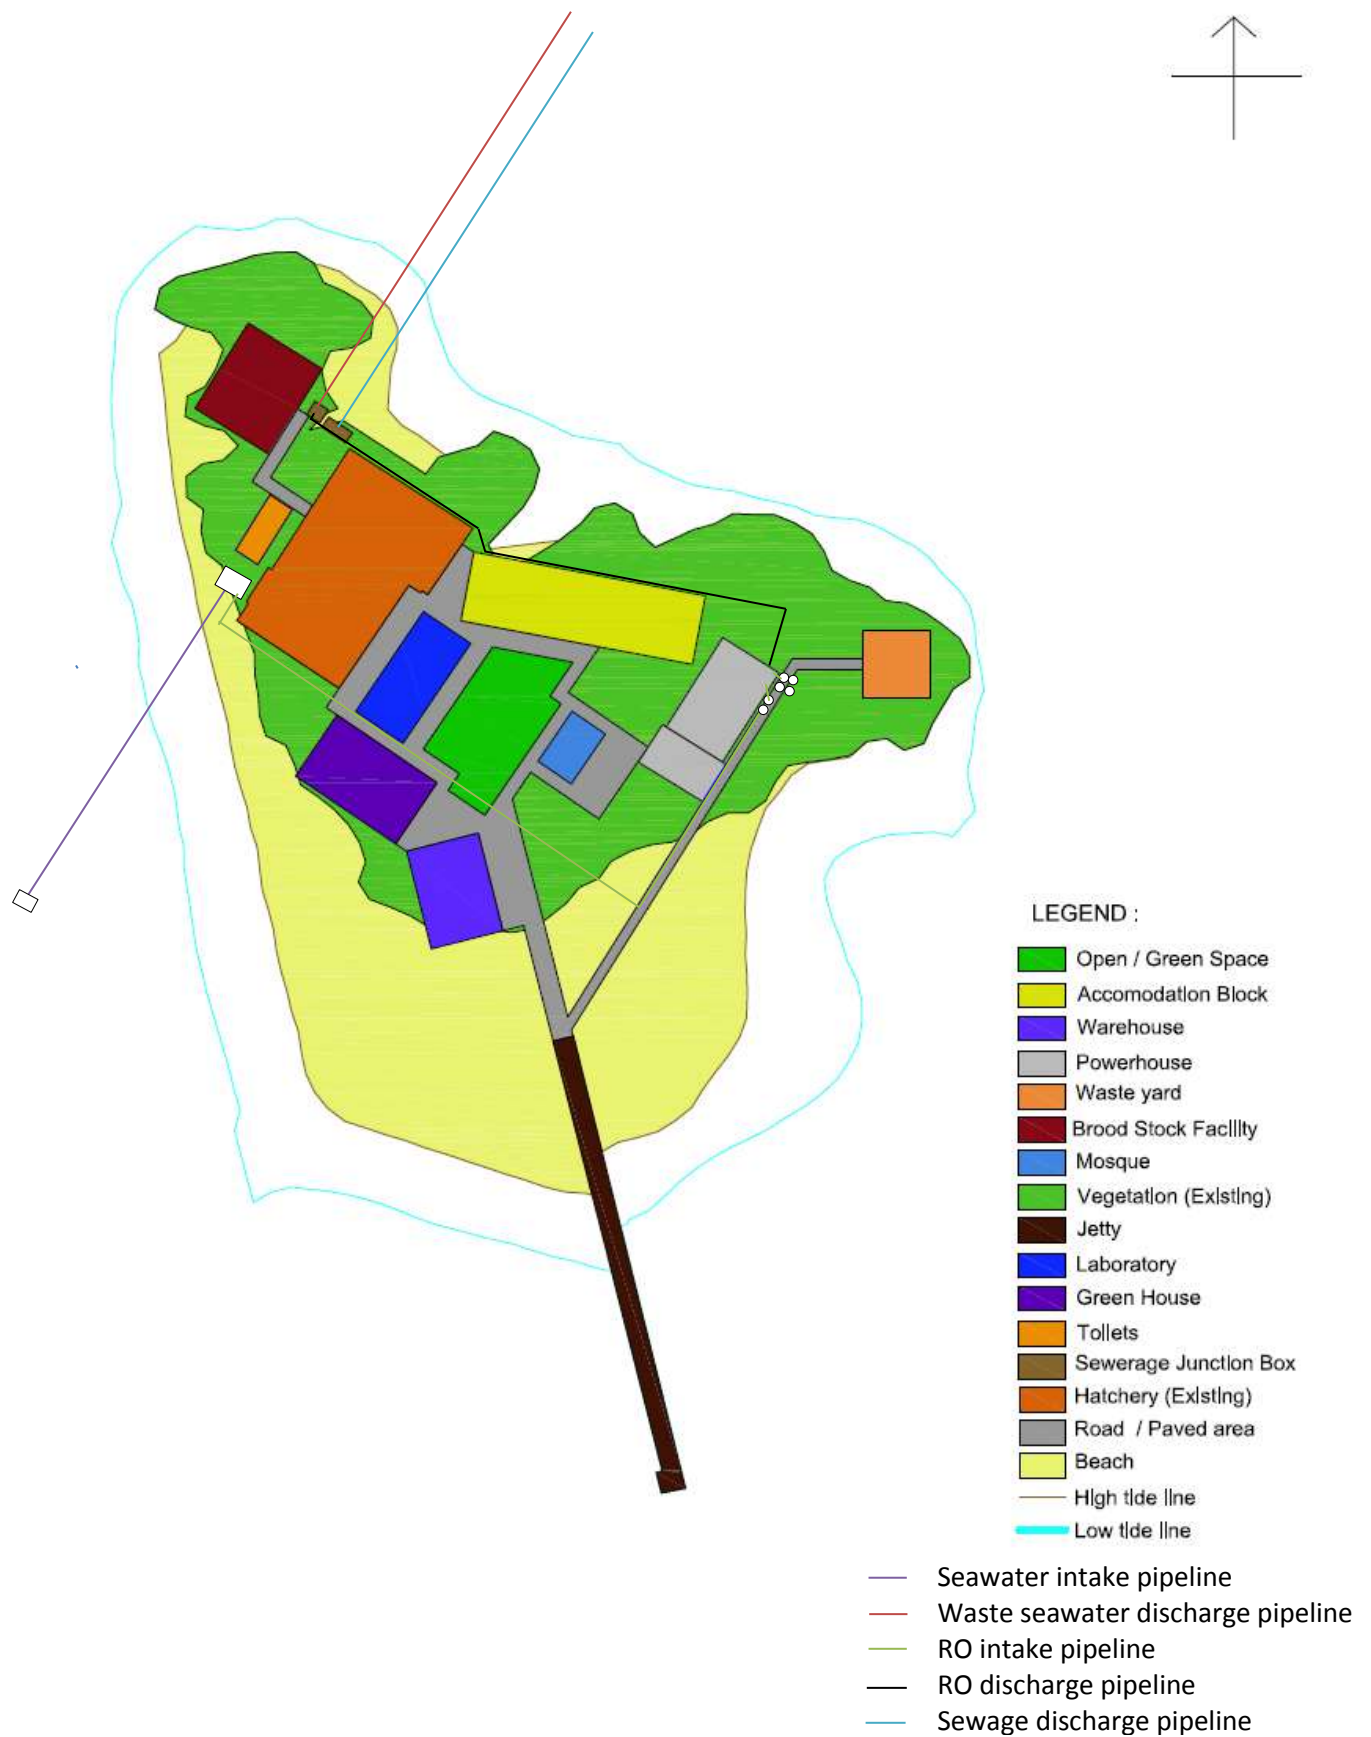 LEGEND :
Open / Green Space
Accomodation Block
Warehouse
Powerhouse
Waste yard
Brood Stock Facility
Mosque
Vegetation (Existing)
Jetty
Laboratory
Green House
Toilets
Sewerage Junction Box
Hatchery (Existing)
Road / Paved area
Beach
High tide line
Low tide line
Seawater intake pipeline
Waste seawater discharge pipeline
RO intake pipeline
RO discharge pipeline
Sewage discharge pipeline